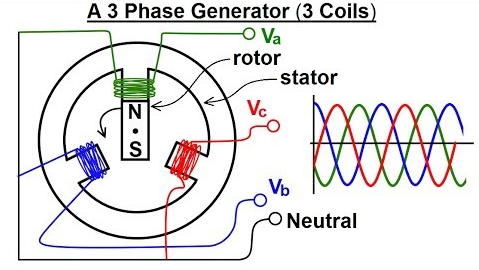 A 3 Phase Generator (3 Coils)
Va
rotor
stator
N
S
Vc
Vb
Neutral